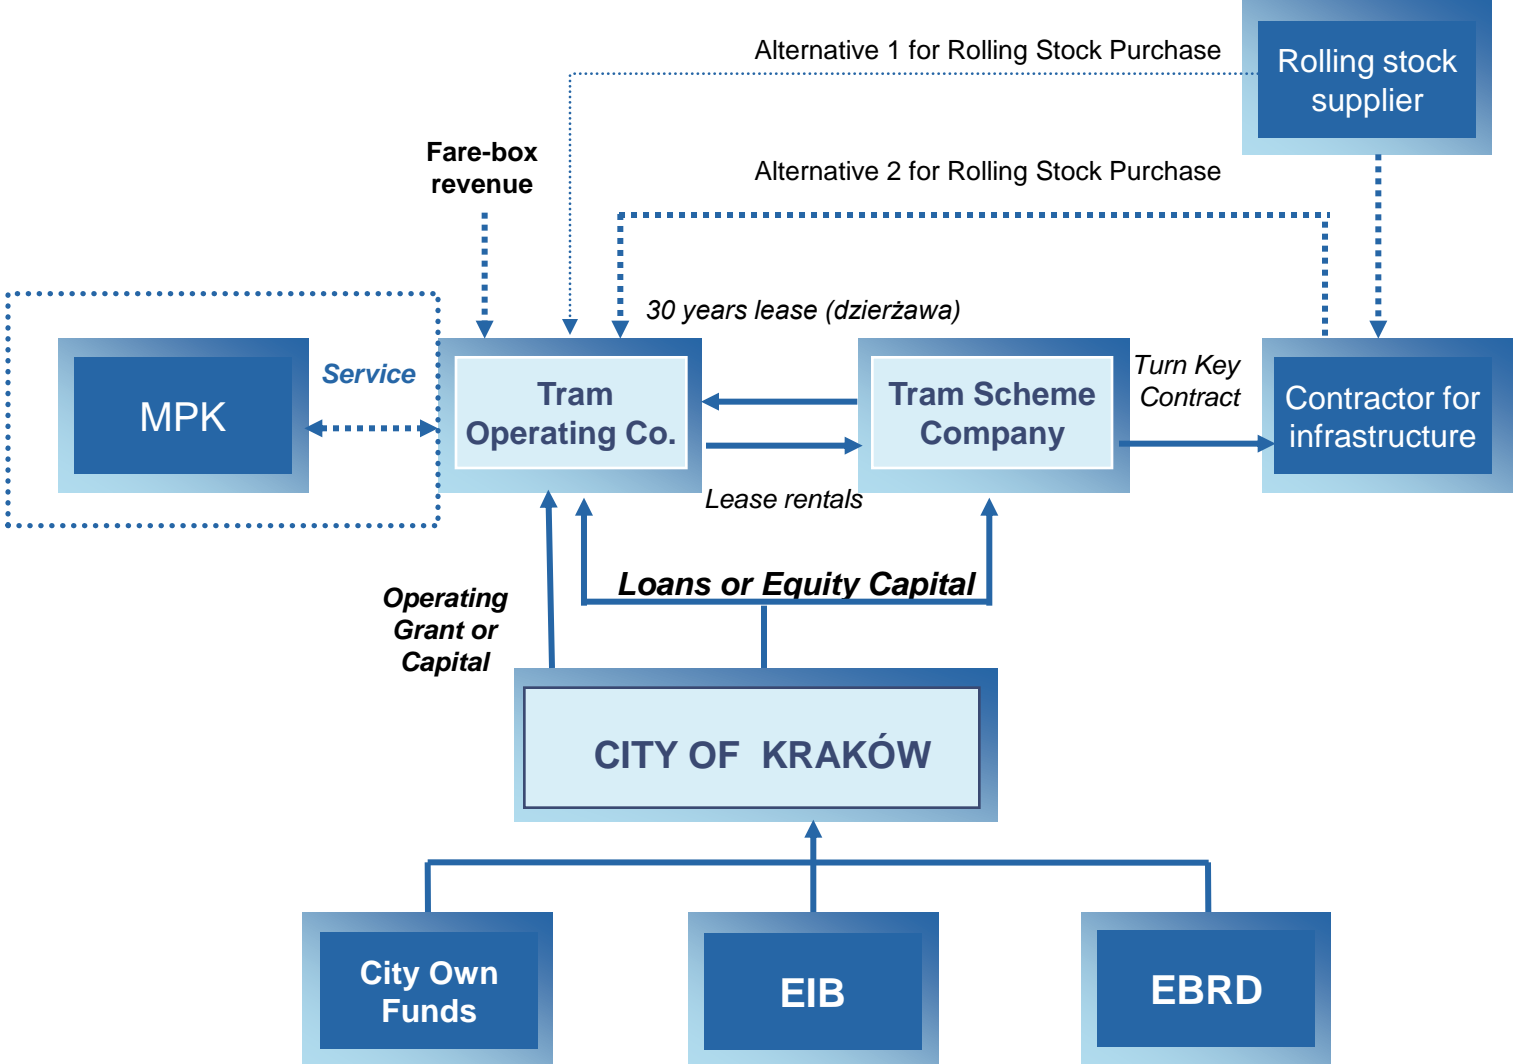 Alternative 1 for Rolling Stock Purchase
Rolling stock
supplier
Fare-box
revenue
Alternative 2 for Rolling Stock Purchase
30 years lease (dzierżawa)
MPK
Service
Tram
Operating Co.
Tram Scheme
Company
Turn Key
Contract
Contractor for
infrastructure
Lease rentals
Operating
Grant or
Capital
Loans or Equity Capital
CITY OF KRAKÓW
City Own
Funds
EIB
EBRD